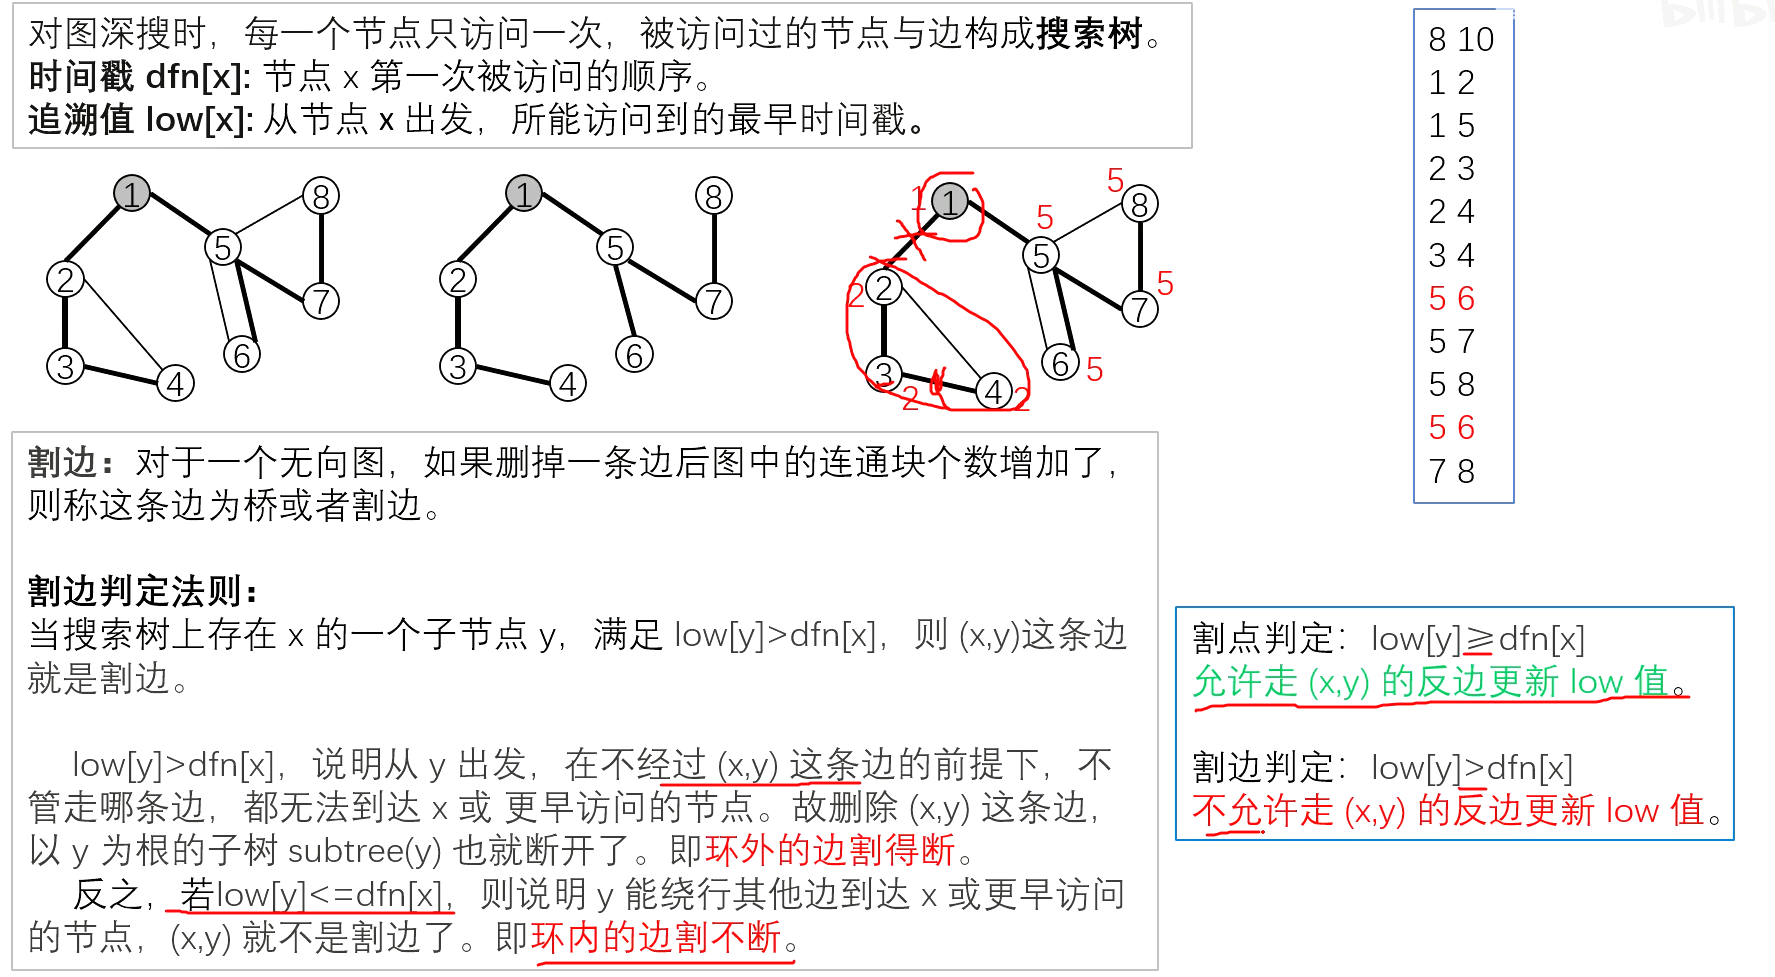 对图深搜时，每一个节点只访问一次，被访问过的节点与边构成搜索树。
时间戳 dfn[x]: 节点 x 第一次被访问的顺序。
追溯值 low[x]: 从节点 x 出发，所能访问到的最早时间戳。
1
8
5
2
7
6
3
4
1
8
5
2
7
6
3
4
1
1
5
8
5
5
2
2
5
7
3
2
4
2
6
5
割边：对于一个无向图，如果删掉一条边后图中的连通块个数增加了，
则称这条边为桥或者割边。
割边判定法则：
当搜索树上存在 x 的一个子节点 y，满足 low[y]>dfn[x]，则 (x,y)这条边
就是割边。
low[y]>dfn[x]，说明从 y 出发，在不经过 (x,y) 这条边的前提下，不
管走哪条边，都无法到达 x 或 更早访问的节点。故删除 (x,y) 这条边，
以 y 为根的子树 subtree(y) 也就断开了。即环外的边割得断。
反之，若low[y]<=dfn[x]，则说明 y 能绕行其他边到达 x 或更早访问
的节点，(x,y) 就不是割边了。即环内的边割不断。
8 10
1 2
1 5
2 3
2 4
3 4
5 6
5 7
5 8
5 6
7 8
割点判定：low[y]≥dfn[x]
允许走 (x,y) 的反边更新 low 值。
割边判定：low[y]>dfn[x]
不允许走 (x,y) 的反边更新 low 值。